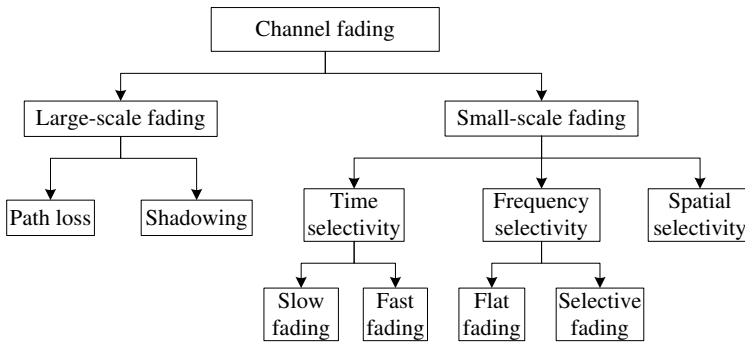 Channel fading
Large-scale fading
Small-scale fading
Path loss
Shadowing
Time
selectivity
Frequency
selectivity
Spatial
selectivity
Slow
fading
Fast
fading
Flat
fading
Selective
fading